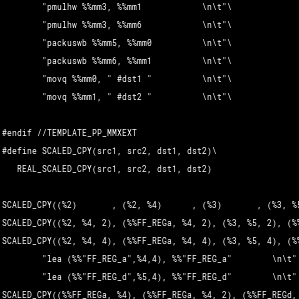 "pmulhw %%mm3, %%mm1 \n\t"\
"pmulhw %%mm3, %%mm6 \n\t"\
"packuswb %%mm5, %%mm0 \n\t"\
"packuswb %%mm6, %%mm1 \n\t"\
"movq %%mm0, " #dst1 " \n\t"\
"movq %%mm1, " #dst2 " \n\t"\
#endif //TEMPLATE_PP_MMXEXT
#define SCALED_CPY(src1, src2, dst1, dst2)\
REAL_SCALED_CPY(src1, src2, dst1, dst2)
SCALED_CPY((%2) , (%2, %4) , (%3) , (%3, %5
SCALED_CPY((%2, %4, 2), (%%FF_REGa, %4, 2), (%3, %5, 2), (%%
SCALED_CPY((%2, %4, 4), (%%FF_REGa, %4, 4), (%3, %5, 4), (%%
"lea (%%"FF_REG_a",%4,4), %%"FF_REG_a" \n\t"
"lea (%%"FF_REG_d",%5,4), %%"FF_REG_d" \n\t"
SCALED_CPY((%%FF_REGa, %4), (%%FF_REGa, %4, 2), (%%FF_REGd,